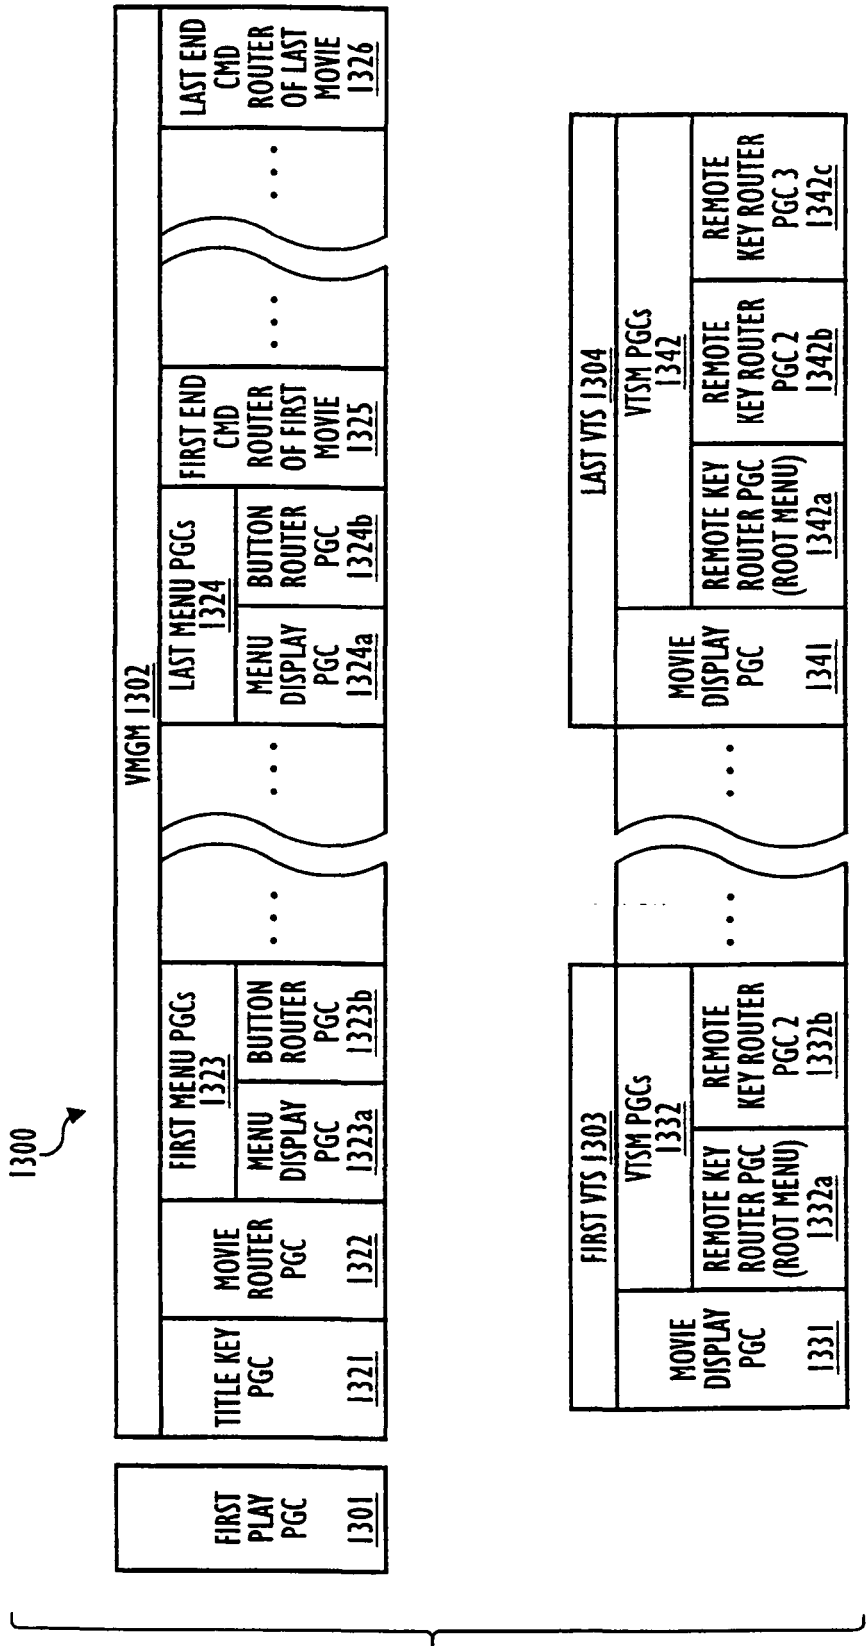 1300
FIRST
PLAY
PGC
1301
VMGM 1302
TITLE KEY
PGC
1321
MOVIE
ROUTER
PGC
1322
FIRST MENU PGCs
1323
MENU
DISPLAY
PGC
1323a
BUTTON
ROUTER
PGC
1323b
• • •
• • •
LAST MENU PGCs
1324
MENU
DISPLAY
PGC
1324a
BUTTON
ROUTER
PGC
1324b
FIRST END
CMD
ROUTER
OF FIRST
MOVIE
1325
• • •
• • •
LAST END
CMD
ROUTER
OF LAST
MOVIE
1326
FIRST VTS 1303
MOVIE
DISPLAY
PGC
1331
VTSM PGCs
1332
REMOTE KEY
ROUTER PGC
(ROOT MENU)
1332a
REMOTE
KEY ROUTER
PGC 2
1332b
• • •
• • •
LAST VTS 1304
MOVIE
DISPLAY
PGC
1341
VTSM PGCs
1342
REMOTE KEY
ROUTER PGC
(ROOT MENU)
1342a
REMOTE
KEY ROUTER
PGC 2
1342b
REMOTE
KEY ROUTER
PGC 3
1342c